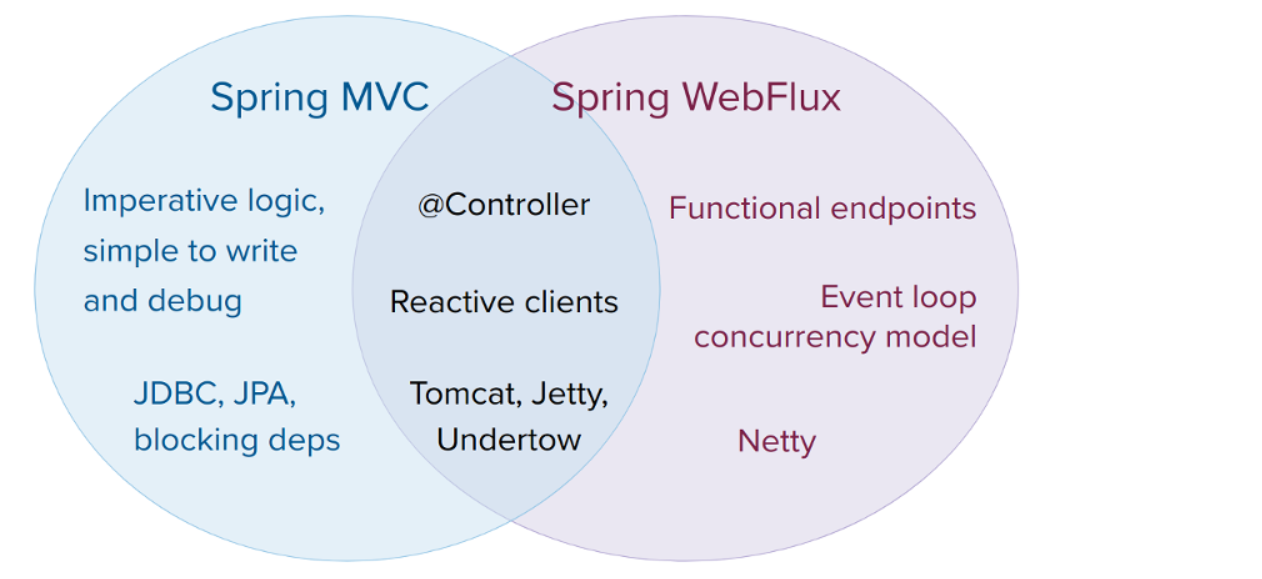 Spring MVC
Spring WebFlux
Imperative logic,
simple to write
and debug
JDBC, JPA,
blocking deps
@Controller
Reactive clients
Tomcat, Jetty,
Undertow
Functional endpoints
Event loop
concurrency model
Netty